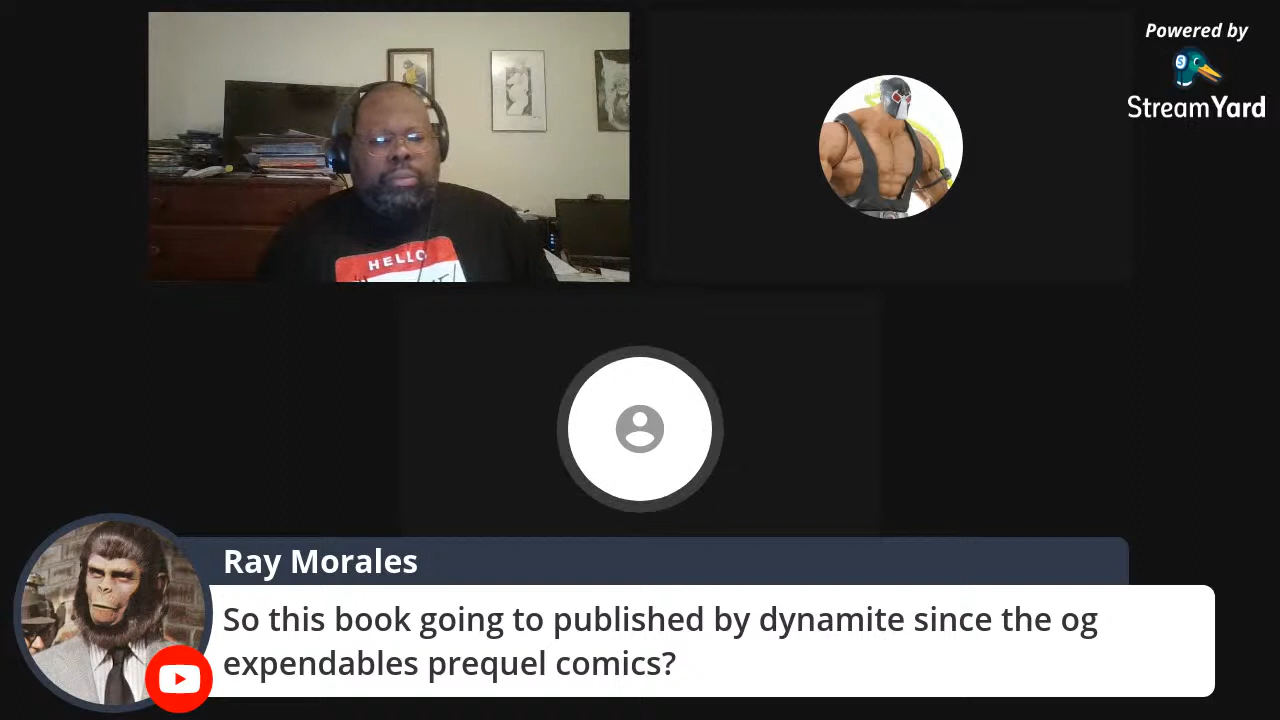 Powered by
StreamYard
HELLO
Ray Morales
So this book going to published by dynamite since the og
expendables prequel comics?